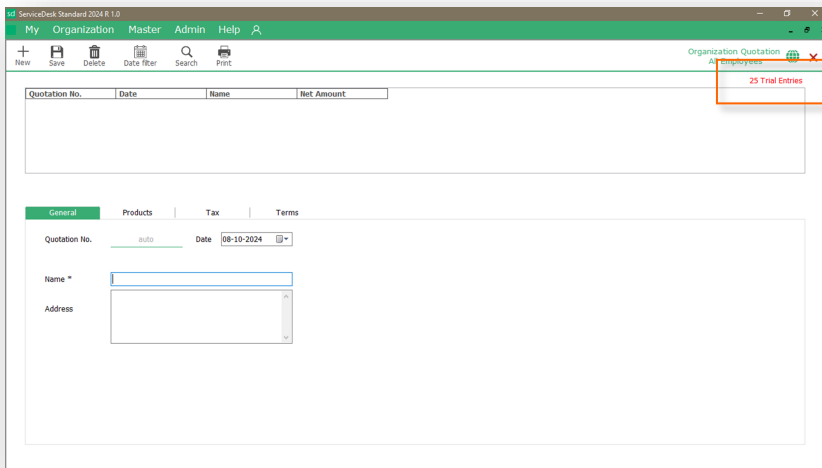 sd ServiceDesk Standard 2024 R 1.0
My Organization Master Admin Help
New Save Delete Date filter Search Print
Organization Quotation
All Employees
25 Trial Entries
Quotation No. Date Name Net Amount
General Products Tax Terms
Quotation No. auto Date 08-10-2024
Name *
Address